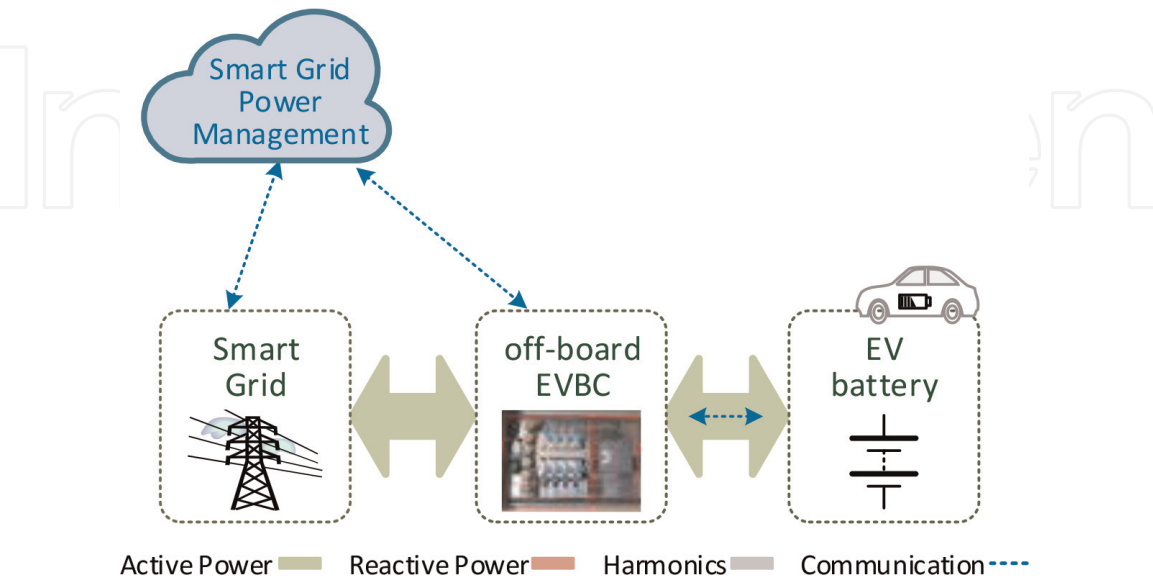 Smart Grid
Power
Management
Smart
Grid
off-board
EVBC
EV
battery
Active Power
Reactive Power
Harmonics
Communication